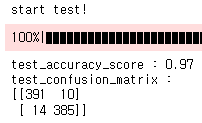 start test!
100%|██████████████████████
test_accuracy_score : 0.97
test_confusion_matrix :
[[391  10]
 [ 14 385]]